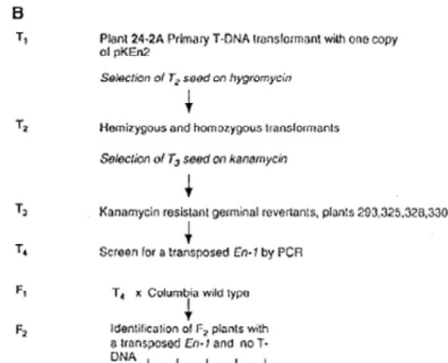 B
T1 Plant 24-2A Primary T-DNA transformant with one copy
of pKEn2
Selection of T2 seed on hygromycin
T2 Hemizygous and homozygous transformants
Selection of T3 seed on kanamycin
T3 Kanamycin resistant germinal revertants, plants 293,325,328,330
T4 Screen for a transposed En-1 by PCR
F1 T4 x Columbia wild type
F2 Identification of F2 plants with
a transposed En-1 and no T-
DNA